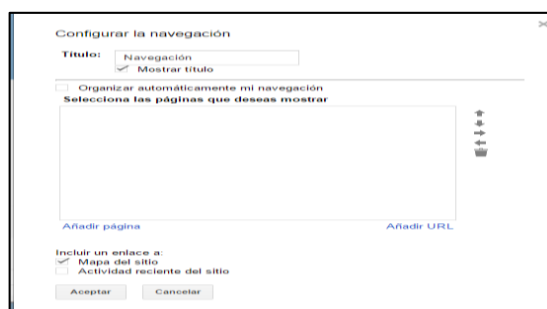 Configurar la navegación
Título: Navegación
Mostrar título
Organizar automáticamente mi navegación
Selecciona las páginas que deseas mostrar
Añadir página Añadir URL
Incluir un enlace a:
Mapa del sitio
Actividad reciente del sitio
Aceptar Cancelar